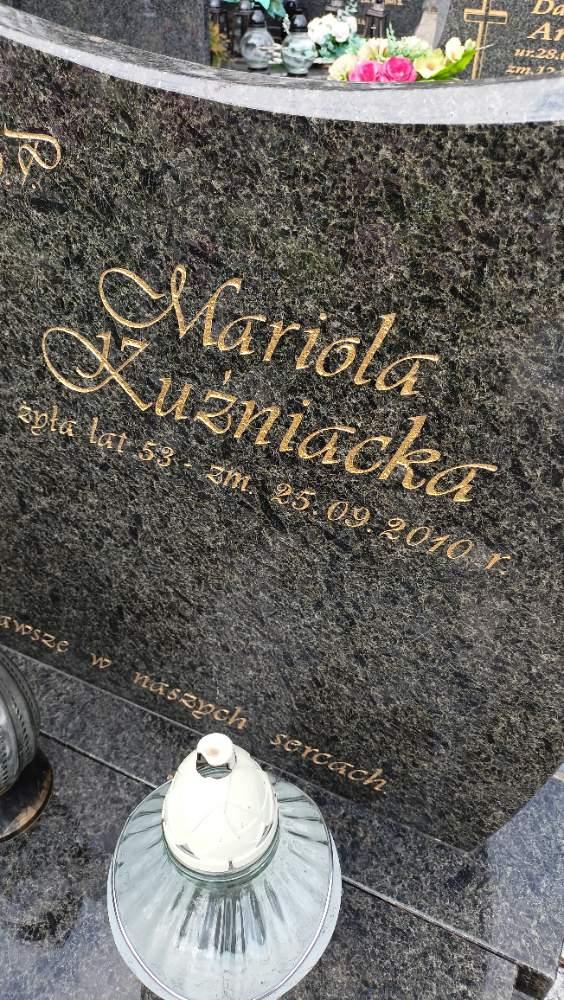 Mariola
Kuźniacka
żyła lat 53 - zm. 25.09.2010 r.
w naszych sercach